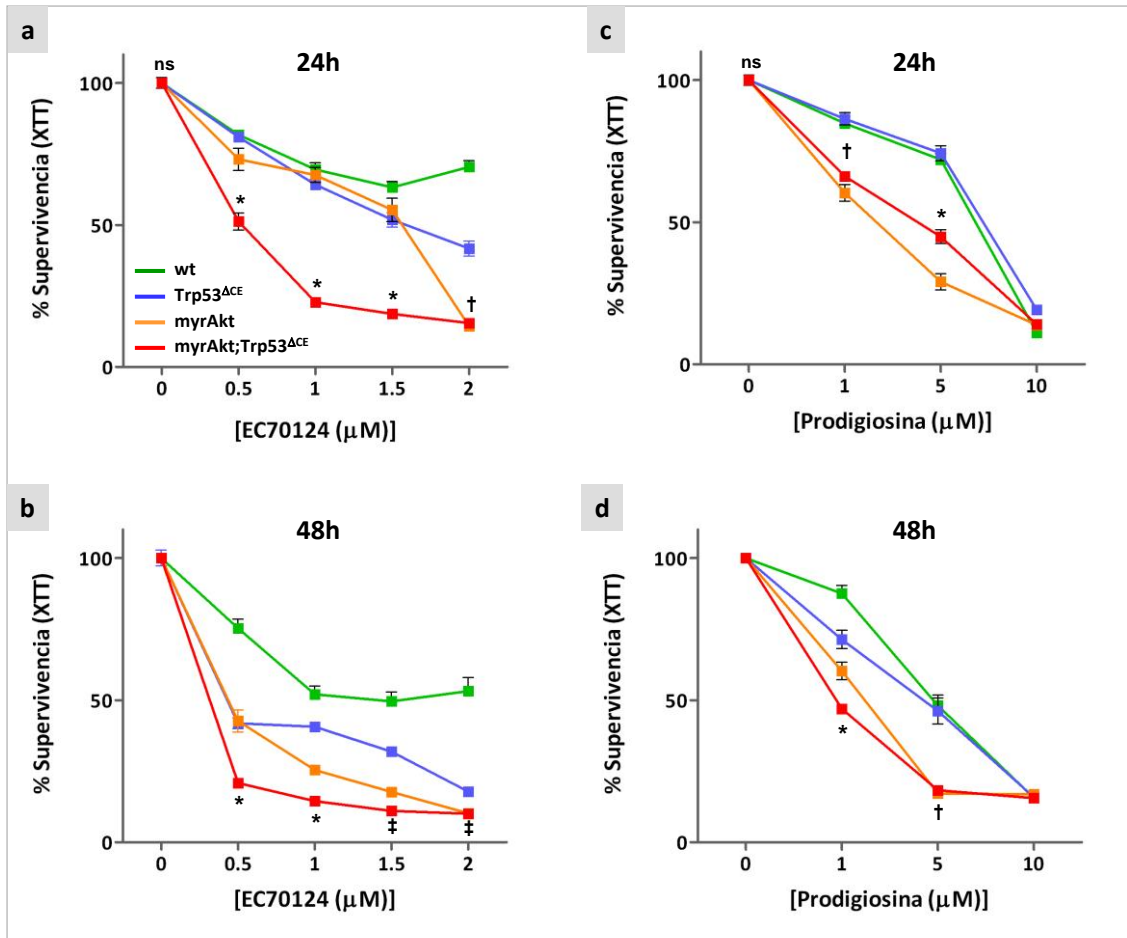 a
24h
ns
100
50
0
% Supervivencia (XTT)
*
*
*
†
wt
Trp53ΔCE
myrAkt
myrAkt;Trp53ΔCE
0 0.5 1 1.5 2
[EC70124 (μM)]
c
24h
ns
100
50
0
% Supervivencia (XTT)
†
*
0 1 5 10
[Prodigiosina (μM)]
b
48h
100
50
0
% Supervivencia (XTT)
*
*
‡
‡
0 0.5 1 1.5 2
[EC70124 (μM)]
d
48h
100
50
0
% Supervivencia (XTT)
*
†
0 1 5 10
[Prodigiosina (μM)]